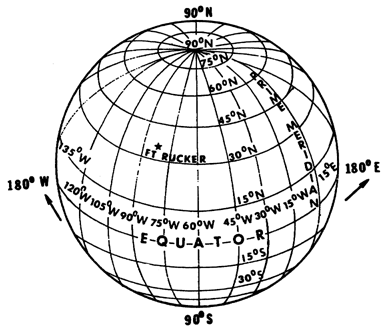 90°N
90°N
75°N
60°N
PRIME MERIDIAN
45°N
FT RUCKER
30°N
135°W
15°E
180° W
180° E
120°W 105°W 90°W 75°W 60°W 45°W 30°W 15°W
15°N
E-Q-U-A-T-O-R
15°S
30°S
90°S